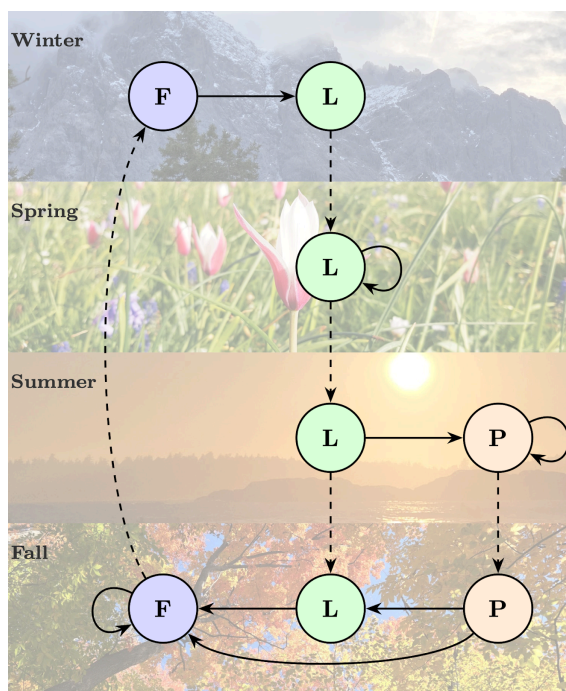 Winter
F L
Spring
L
Summer
L P
Fall
F L P